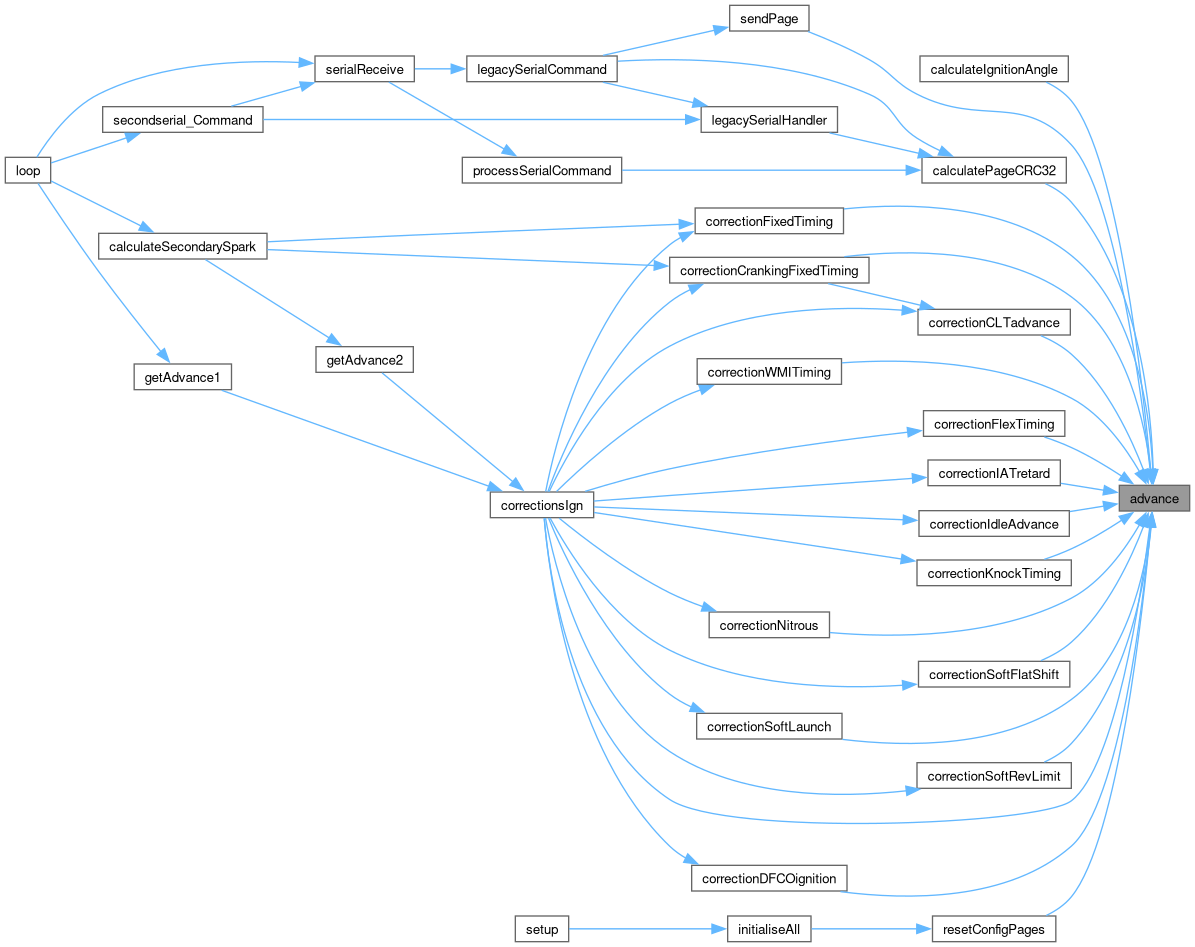 sendPage
calculateIgnitionAngle
serialReceive
legacySerialCommand
secondserial_Command
legacySerialHandler
loop
processSerialCommand
calculatePageCRC32
correctionFixedTiming
calculateSecondarySpark
correctionCrankingFixedTiming
correctionCLTadvance
getAdvance2
getAdvance1
correctionWMITiming
correctionFlexTiming
correctionIATretard
advance
correctionsIgn
correctionIdleAdvance
correctionKnockTiming
correctionNitrous
correctionSoftFlatShift
correctionSoftLaunch
correctionSoftRevLimit
correctionDFCOignition
setup
initialiseAll
resetConfigPages